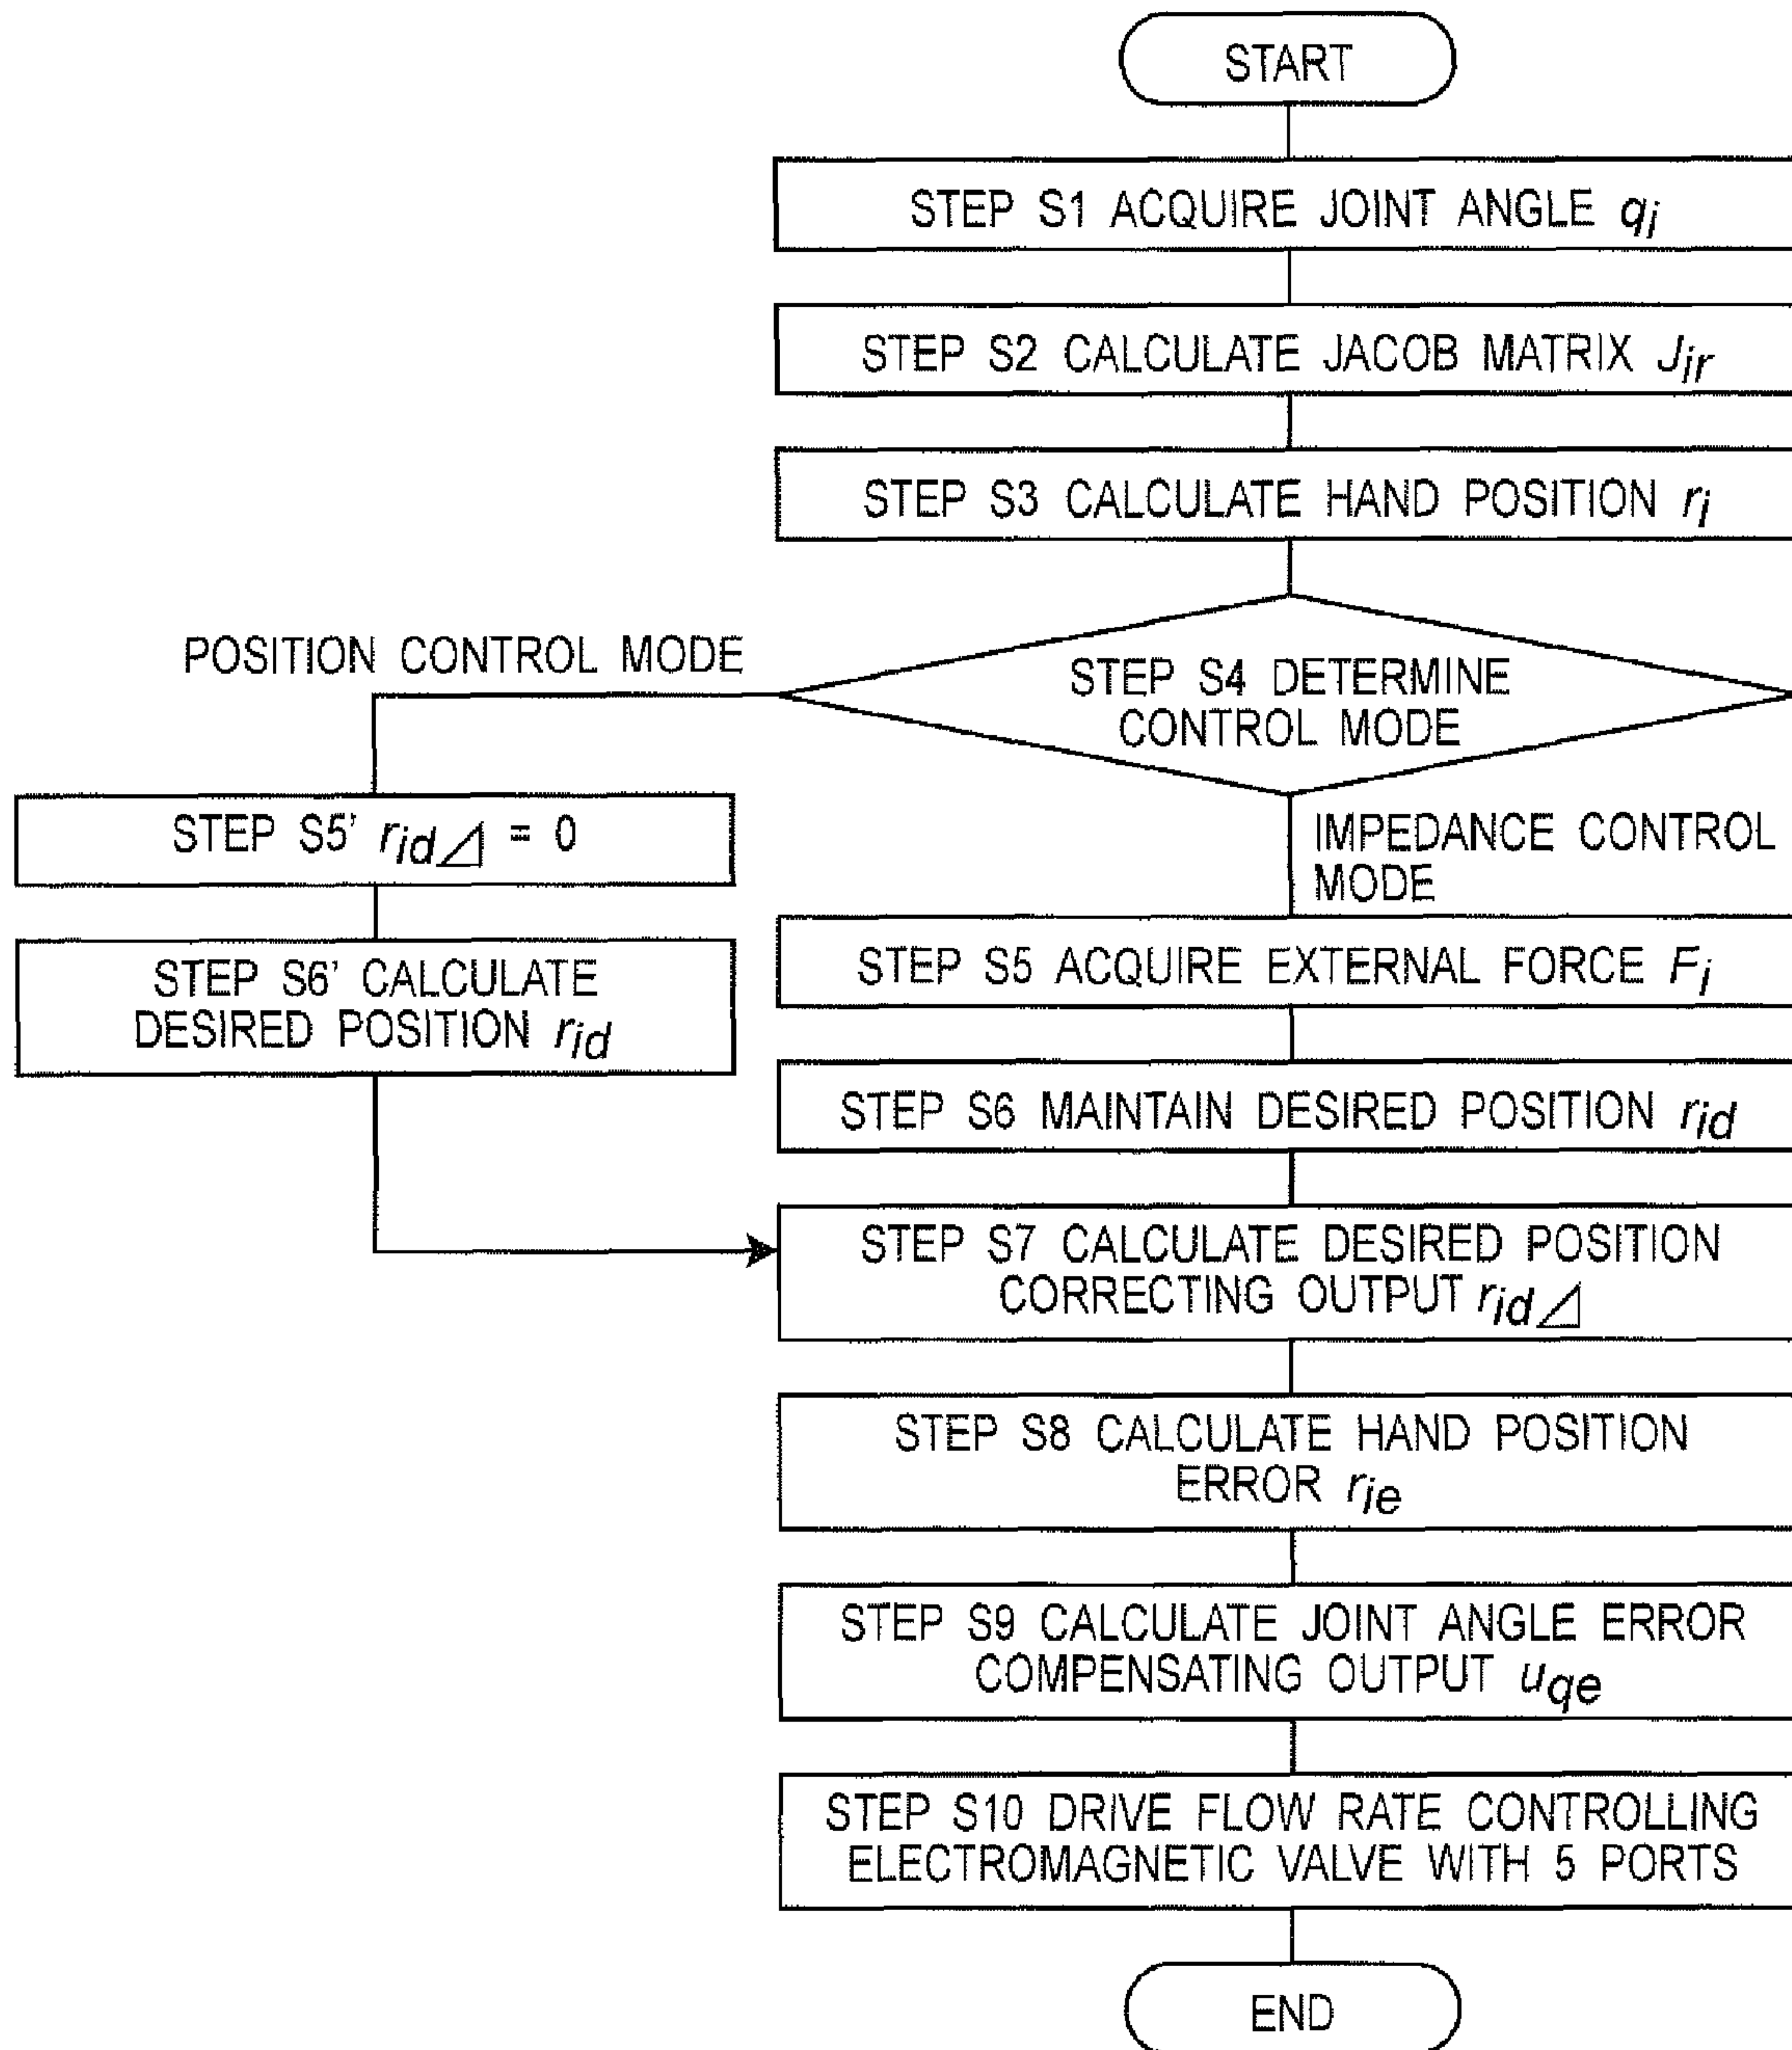 START
STEP S1 ACQUIRE JOINT ANGLE qi
STEP S2 CALCULATE JACOB MATRIX Jir
STEP S3 CALCULATE HAND POSITION ri
STEP S4 DETERMINE
CONTROL MODE
POSITION CONTROL MODE
STEP S5' rid⊿ = 0
STEP S6' CALCULATE
DESIRED POSITION rid
IMPEDANCE CONTROL
MODE
STEP S5 ACQUIRE EXTERNAL FORCE Fi
STEP S6 MAINTAIN DESIRED POSITION rid
STEP S7 CALCULATE DESIRED POSITION
CORRECTING OUTPUT rid⊿
STEP S8 CALCULATE HAND POSITION
ERROR rie
STEP S9 CALCULATE JOINT ANGLE ERROR
COMPENSATING OUTPUT uqe
STEP S10 DRIVE FLOW RATE CONTROLLING
ELECTROMAGNETIC VALVE WITH 5 PORTS
END